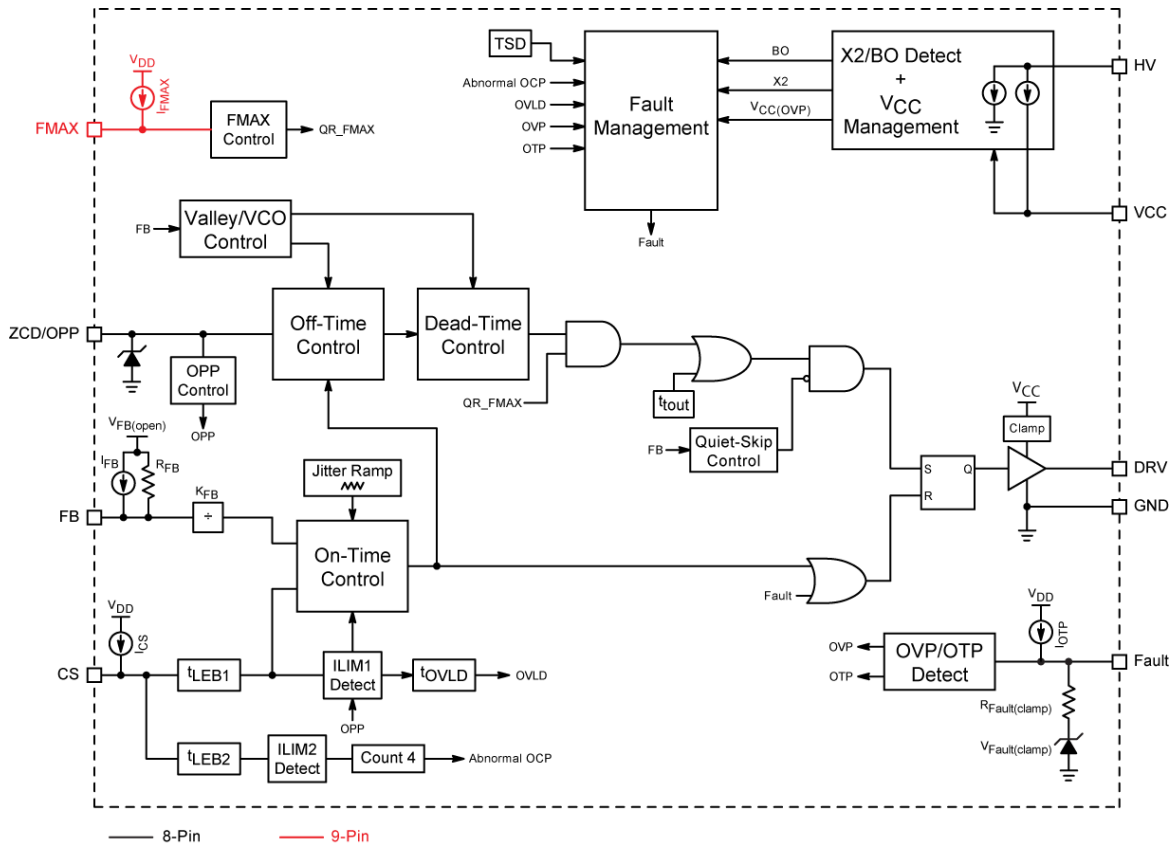 TSD
BO
X2/BO Detect
+
VCC
Management
HV
VDD
IFMAX
Abnormal OCP
X2
OVLD
Fault
Management
VCC(OVP)
FMAX
FMAX
Control
QR_FMAX
OVP
OTP
VCC
Fault
FB
Valley/VCO
Control
ZCD/OPP
Off-Time
Control
Dead-Time
Control
OPP
Control
OPP
QR_FMAX
ttout
VCC
Clamp
VFB(open)
IFB
RFB
FB
Quiet-Skip
Control
Jitter Ramp
S
Q
R
DRV
GND
KFB
FB
÷
On-Time
Control
Fault
VDD
ICS
VDD
IOTP
CS
tLEB1
ILIM1
Detect
tOVLD
OVLD
OPP
OVP
OTP
OVP/OTP
Detect
Fault
RFault(clamp)
VFault(clamp)
tLEB2
ILIM2
Detect
Count 4
Abnormal OCP
8-Pin
9-Pin